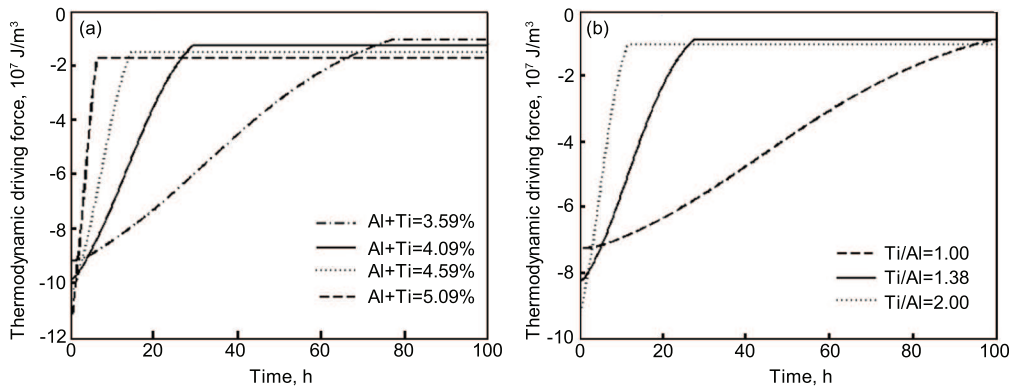 (a)
Thermodynamic driving force, 10⁷ J/m³
0
-2
-4
-6
-8
-10
-12
0 20 40 60 80 100
Time, h
Al+Ti=3.59%
Al+Ti=4.09%
Al+Ti=4.59%
Al+Ti=5.09%
(b)
Thermodynamic driving force, 10⁷ J/m³
0
-2
-4
-6
-8
-10
0 20 40 60 80 100
Time, h
Ti/Al=1.00
Ti/Al=1.38
Ti/Al=2.00